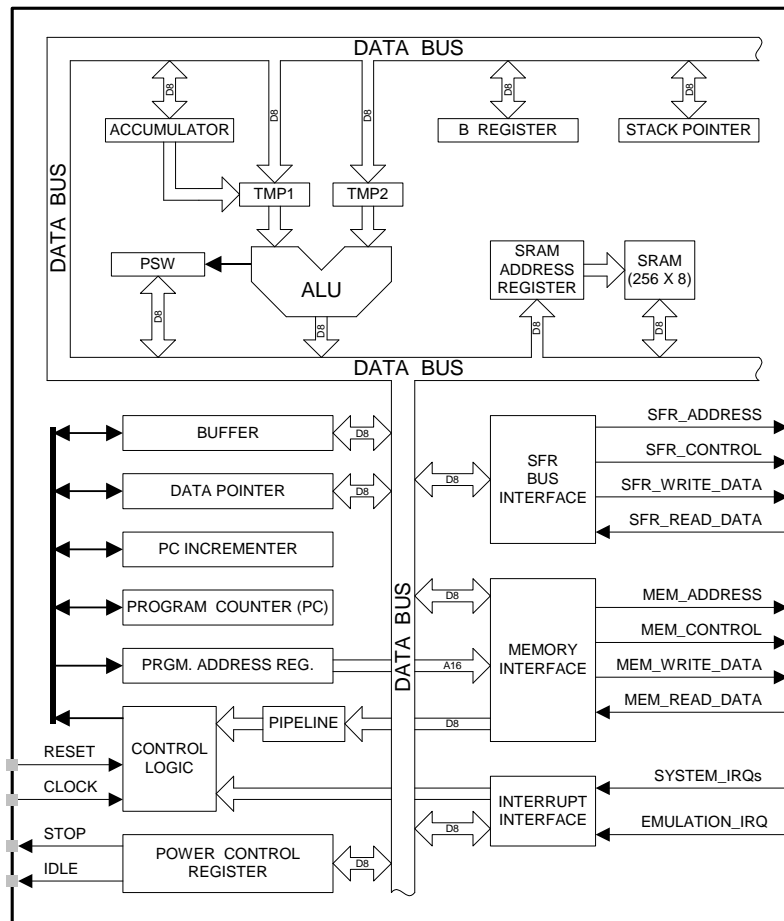 DATA BUS
D8
D8
D8
D8
D8
ACCUMULATOR
B REGISTER
STACK POINTER
DATA BUS
TMP1
TMP2
PSW
ALU
SRAM
ADDRESS
REGISTER
SRAM
(256 X 8)
D8
D8
D8
D8
DATA BUS
BUFFER
D8
DATA POINTER
D8
PC INCREMENTER
PROGRAM COUNTER (PC)
PRGM. ADDRESS REG.
A16
DATA BUS
D8
SFR
BUS
INTERFACE
SFR_ADDRESS
SFR_CONTROL
SFR_WRITE_DATA
SFR_READ_DATA
D8
MEMORY
INTERFACE
MEM_ADDRESS
MEM_CONTROL
MEM_WRITE_DATA
MEM_READ_DATA
CONTROL
LOGIC
PIPELINE
D8
RESET
CLOCK
INTERRUPT
INTERFACE
SYSTEM_IRQs
EMULATION_IRQ
D8
STOP
IDLE
POWER CONTROL
REGISTER
D8